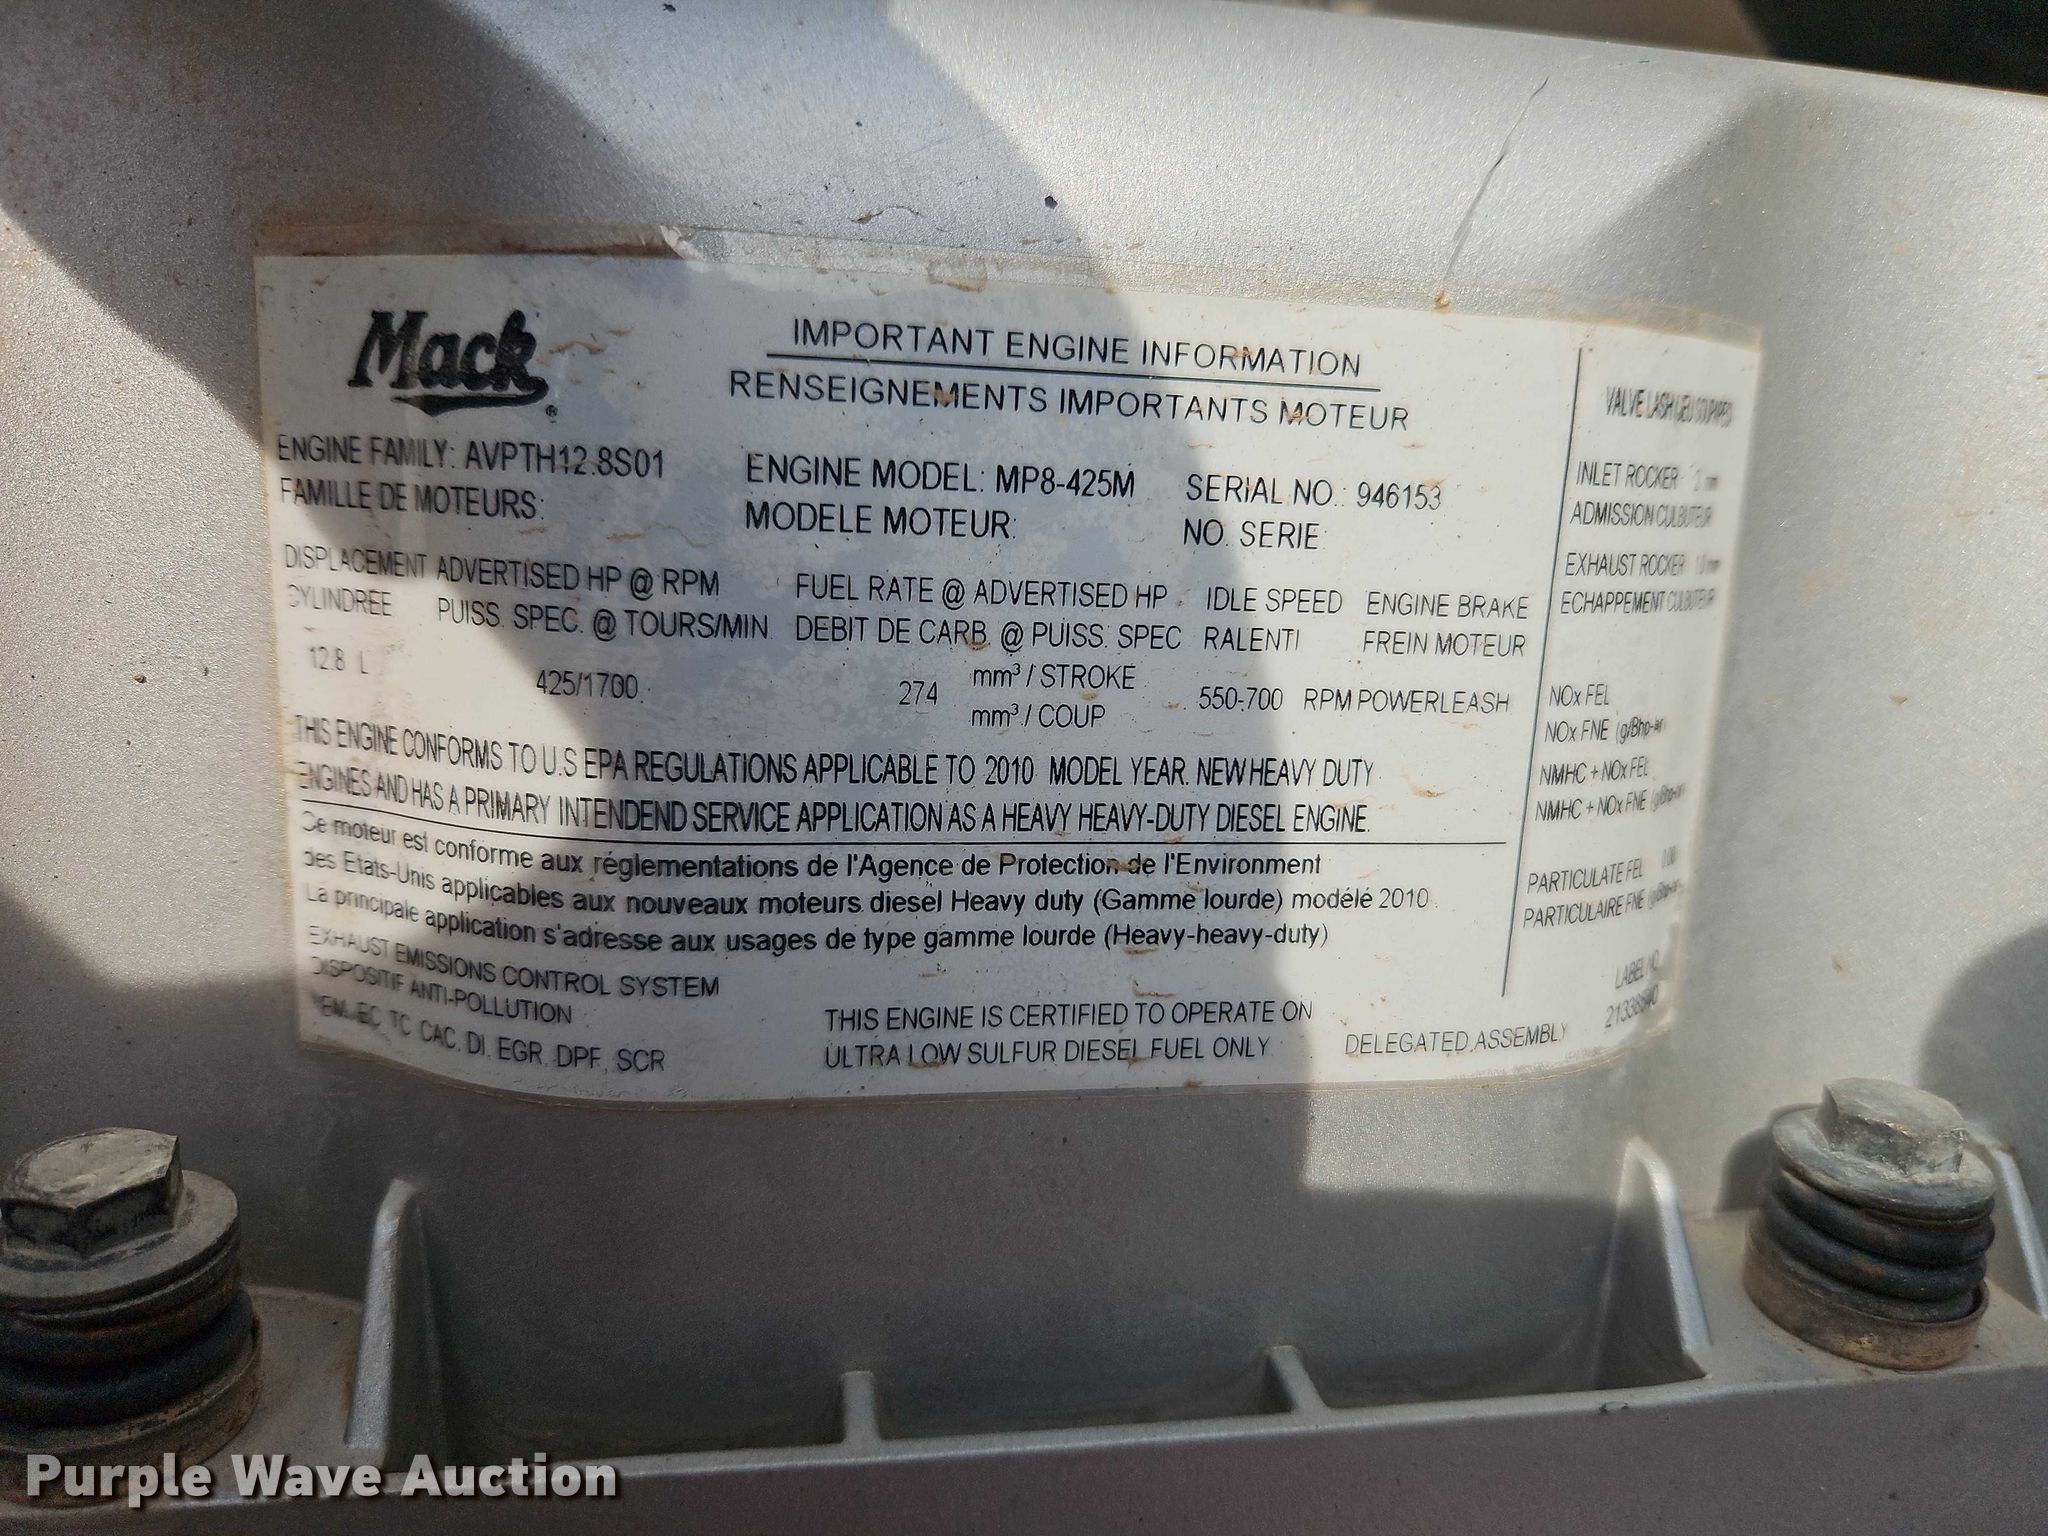 Mack®
IMPORTANT ENGINE INFORMATION
RENSEIGNEMENTS IMPORTANTS MOTEUR
ENGINE FAMILY: AVPTH12.8S01
FAMILLE DE MOTEURS:
ENGINE MODEL: MP8-425M
MODELE MOTEUR:
SERIAL NO.: 946153
NO. SERIE:
DISPLACEMENT
CYLINDREE
12.8 L
ADVERTISED HP @ RPM
PUISS. SPEC. @ TOURS/MIN.
425/1700
FUEL RATE @ ADVERTISED HP
DEBIT DE CARB. @ PUISS. SPEC
274 mm³ / STROKE
mm³ / COUP
IDLE SPEED
RALENTI
550-700 RPM
ENGINE BRAKE
FREIN MOTEUR
POWERLEASH
THIS ENGINE CONFORMS TO U.S EPA REGULATIONS APPLICABLE TO 2010 MODEL YEAR. NEW HEAVY DUTY
ENGINES AND HAS A PRIMARY INTENDEND SERVICE APPLICATION AS A HEAVY HEAVY-DUTY DIESEL ENGINE.
Ce moteur est conforme aux réglementations de l'Agence de Protection de l'Environment
des Etats-Unis applicables aux nouveaux moteurs diesel Heavy duty (Gamme lourde) modélé 2010
La principale application s'adresse aux usages de type gamme lourde (Heavy-heavy-duty)
EXHAUST EMISSIONS CONTROL SYSTEM
DISPOSITIF ANTI-POLLUTION
EC, TC, CAC, DI, EGR, DPF, SCR
THIS ENGINE IS CERTIFIED TO OPERATE ON
ULTRA LOW SULFUR DIESEL FUEL ONLY
DELEGATED ASSEMBLY
VALVE LASH
INLET ROCKER
ADMISSION CULBUTEUR
EXHAUST ROCKER
ECHAPPEMENT CULBUTEUR
NOx FEL
NOx FNE
NMHC + NOx FEL
NMHC + NOx FNE
PARTICULATE FEL
PARTICULAIRE FNE
LABEL NO.
Purple Wave Auction